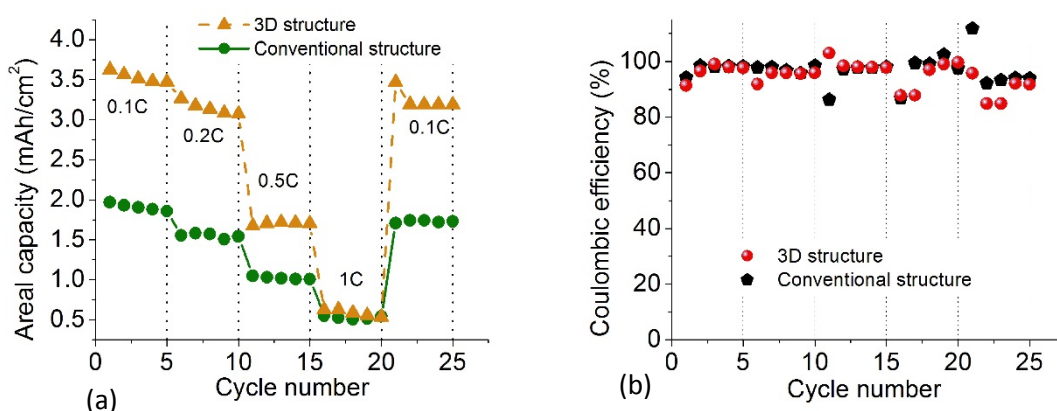 3D structure
Conventional structure
Areal capacity (mAh/cm²)
4.0
3.5
3.0
2.5
2.0
1.5
1.0
0.5
0.1C
0.2C
0.5C
1C
0.1C
0 5 10 15 20 25
Cycle number
(a)
Coulombic efficiency (%)
100
80
60
40
20
0
3D structure
Conventional structure
0 5 10 15 20 25
Cycle number
(b)